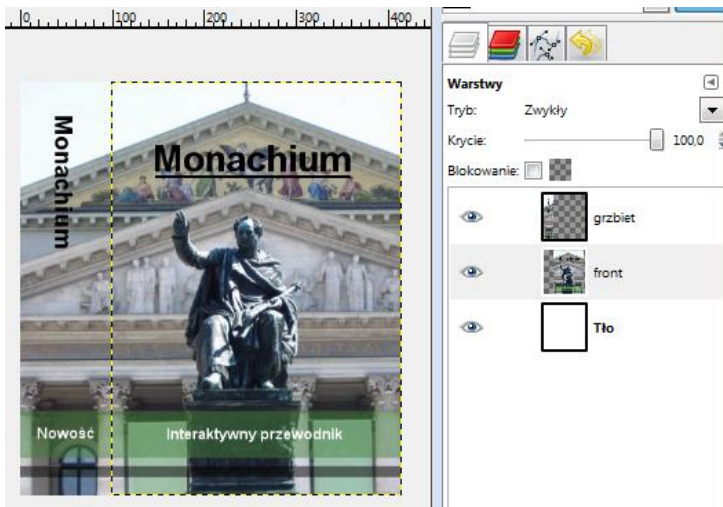 0 100 200 300 400
Monachium
Monachium
Nowość
Interaktywny przewodnik
Warstwy
Tryb: Zwykły
Krycie: 100,0
Blokowanie:
grzbiet
front
Tło